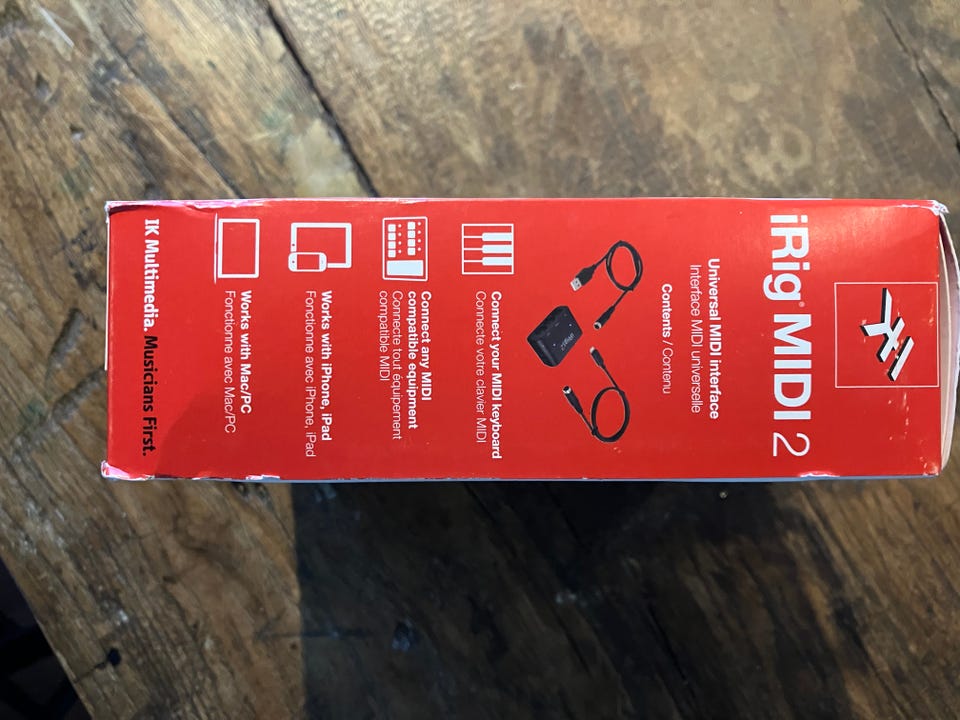 iRig® MIDI 2
Universal MIDI interface
Interface MIDI universelle
Contents / Contenu
Connect your MIDI keyboard
Connecte votre clavier MIDI
Connect any MIDI
compatible equipment
Connecte tout équipement
compatible MIDI
Works with iPhone, iPad
Fonctionne avec iPhone, iPad
Works with Mac/PC
Fonctionne avec Mac/PC
IK Multimedia. Musicians First.